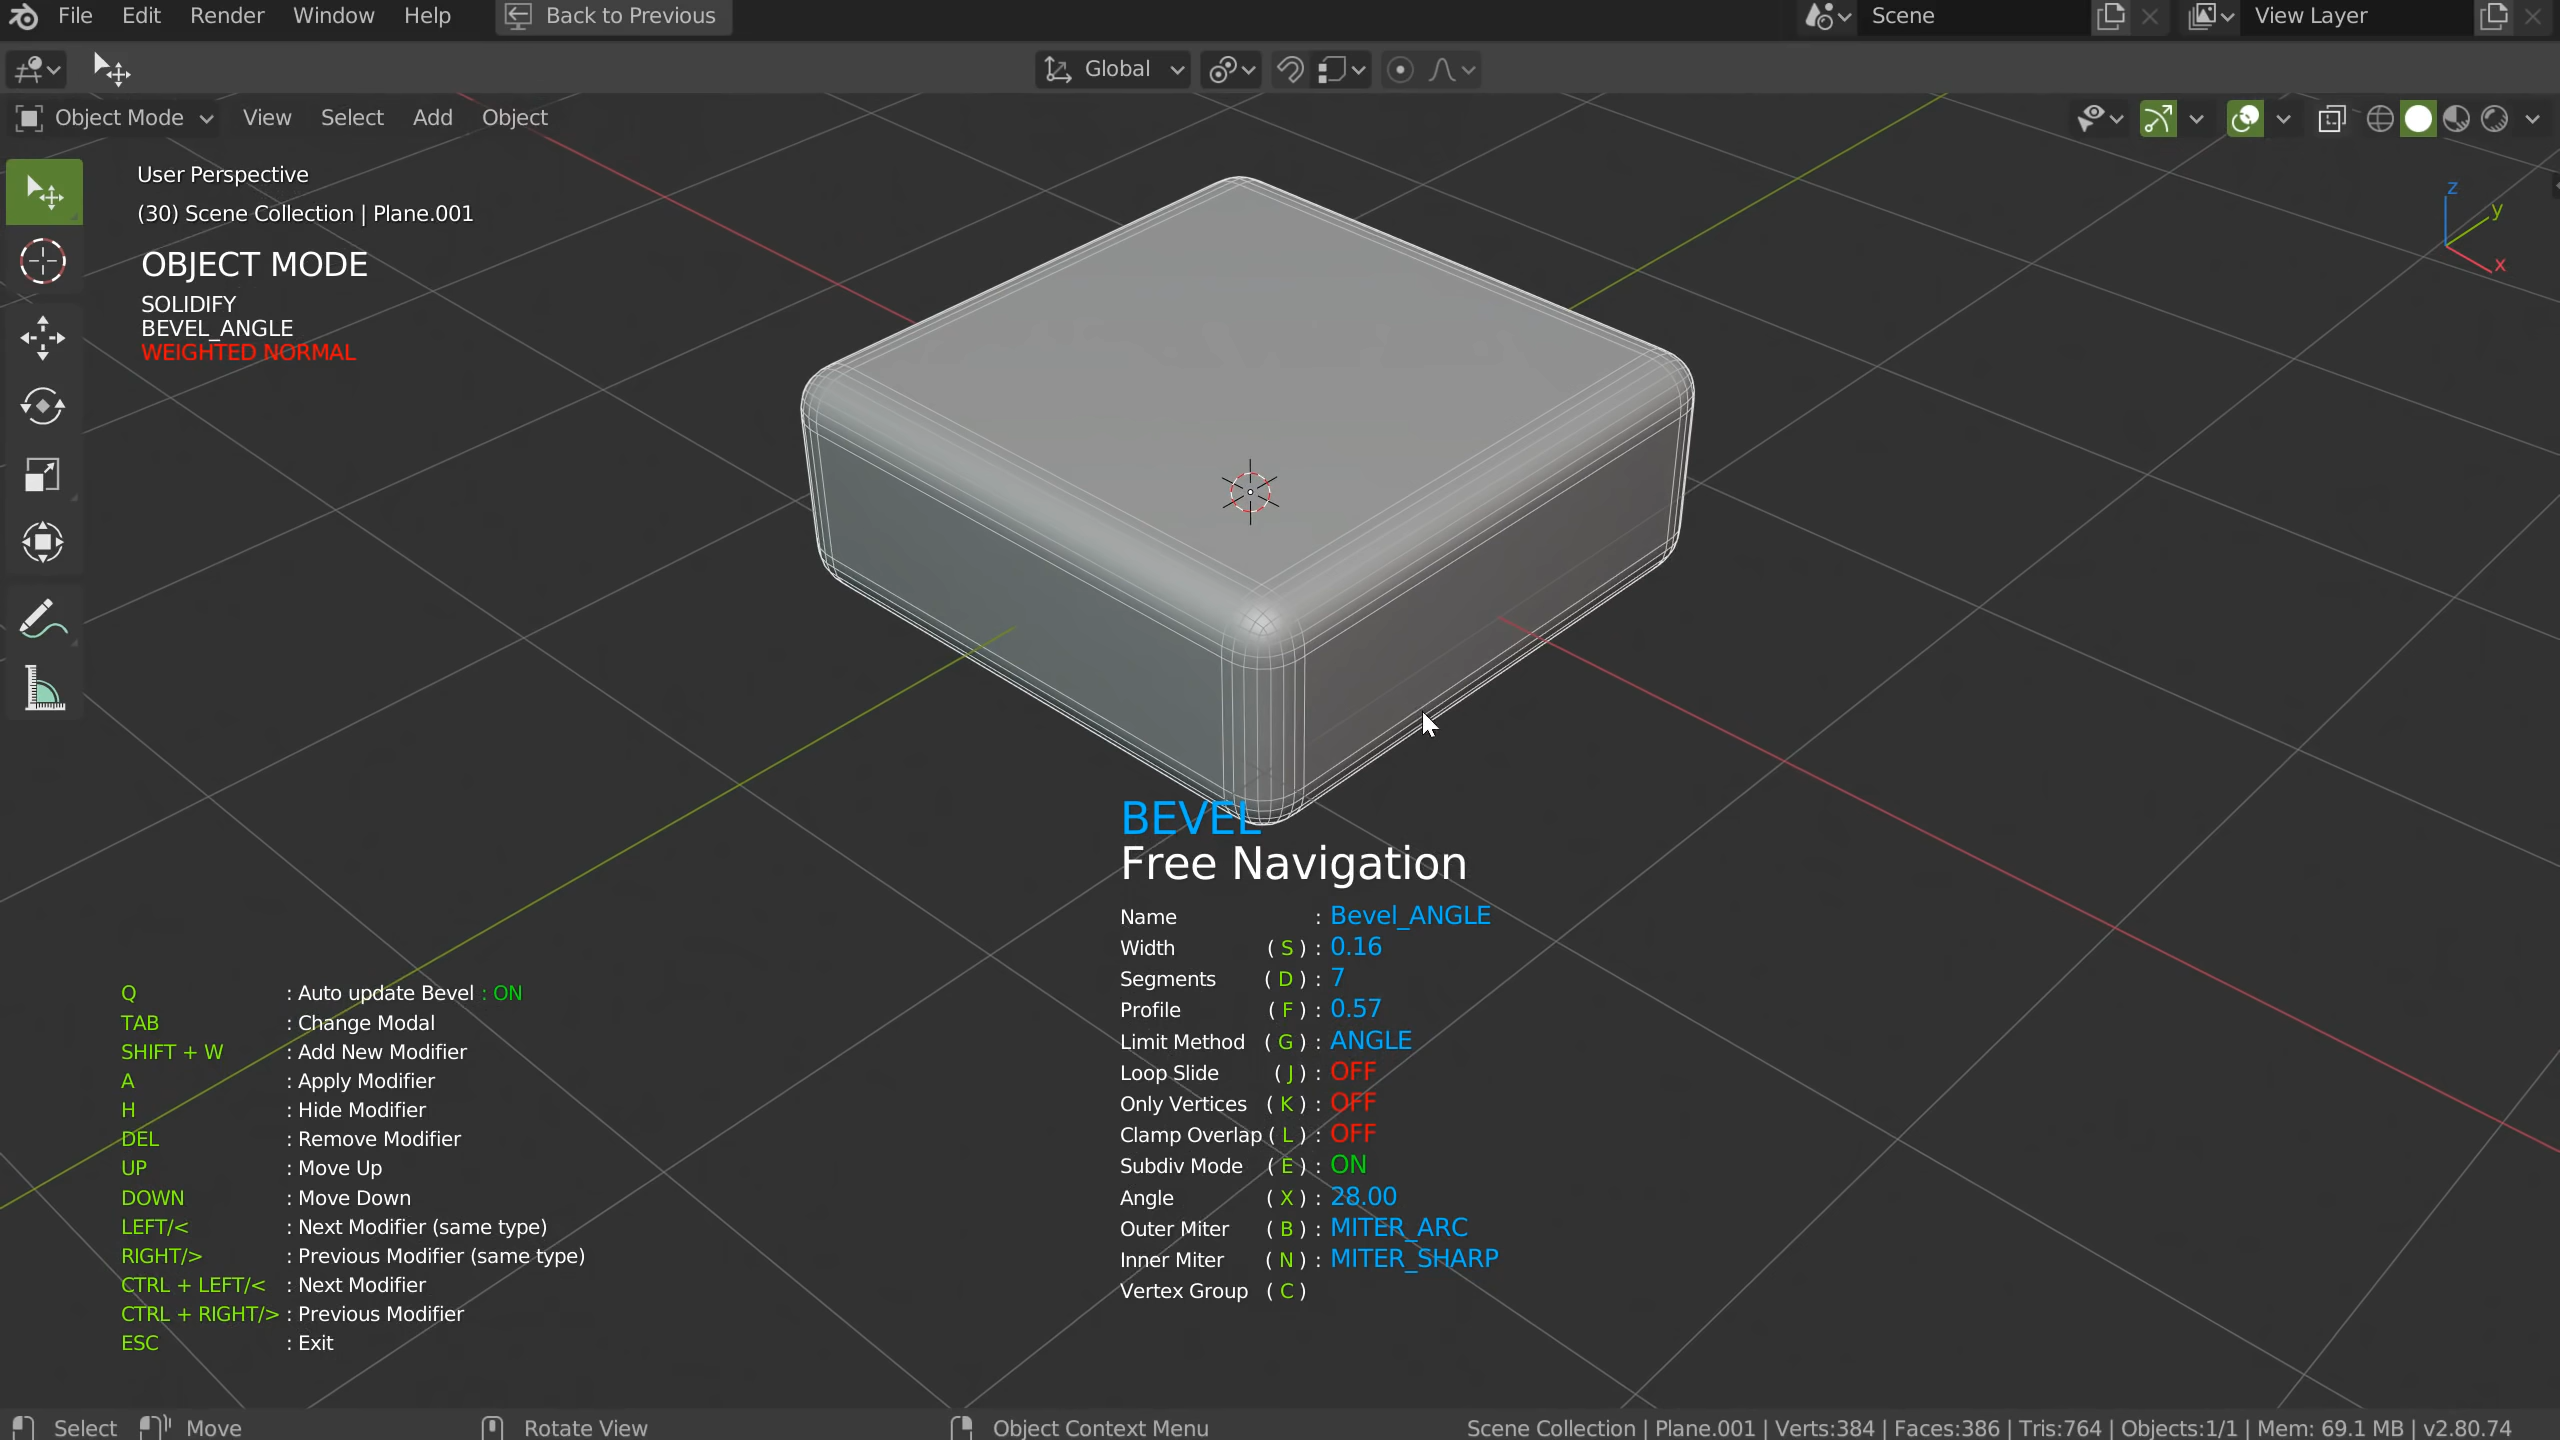 File Edit Render Window Help Back to Previous Scene View Layer
Global
Object Mode View Select Add Object
User Perspective
(30) Scene Collection | Plane.001
OBJECT MODE
SOLIDIFY
BEVEL_ANGLE
WEIGHTED NORMAL
z
y
x
BEVEL
Free Navigation
Name : Bevel_ANGLE
Width ( S ) : 0.16
Segments ( D ) : 7
Profile ( F ) : 0.57
Limit Method ( G ) : ANGLE
Loop Slide ( J ) : OFF
Only Vertices ( K ) : OFF
Clamp Overlap ( L ) : OFF
Subdiv Mode ( E ) : ON
Angle ( X ) : 28.00
Outer Miter ( B ) : MITER_ARC
Inner Miter ( N ) : MITER_SHARP
Vertex Group ( C )
Q : Auto update Bevel : ON
TAB : Change Modal
SHIFT + W : Add New Modifier
A : Apply Modifier
H : Hide Modifier
DEL : Remove Modifier
UP : Move Up
DOWN : Move Down
LEFT/< : Next Modifier (same type)
RIGHT/> : Previous Modifier (same type)
CTRL + LEFT/< : Next Modifier
CTRL + RIGHT/> : Previous Modifier
ESC : Exit
Select Move Rotate View Object Context Menu Scene Collection | Plane.001 | Verts:384 | Faces:386 | Tris:764 | Objects:1/1 | Mem: 69.1 MB | v2.80.74